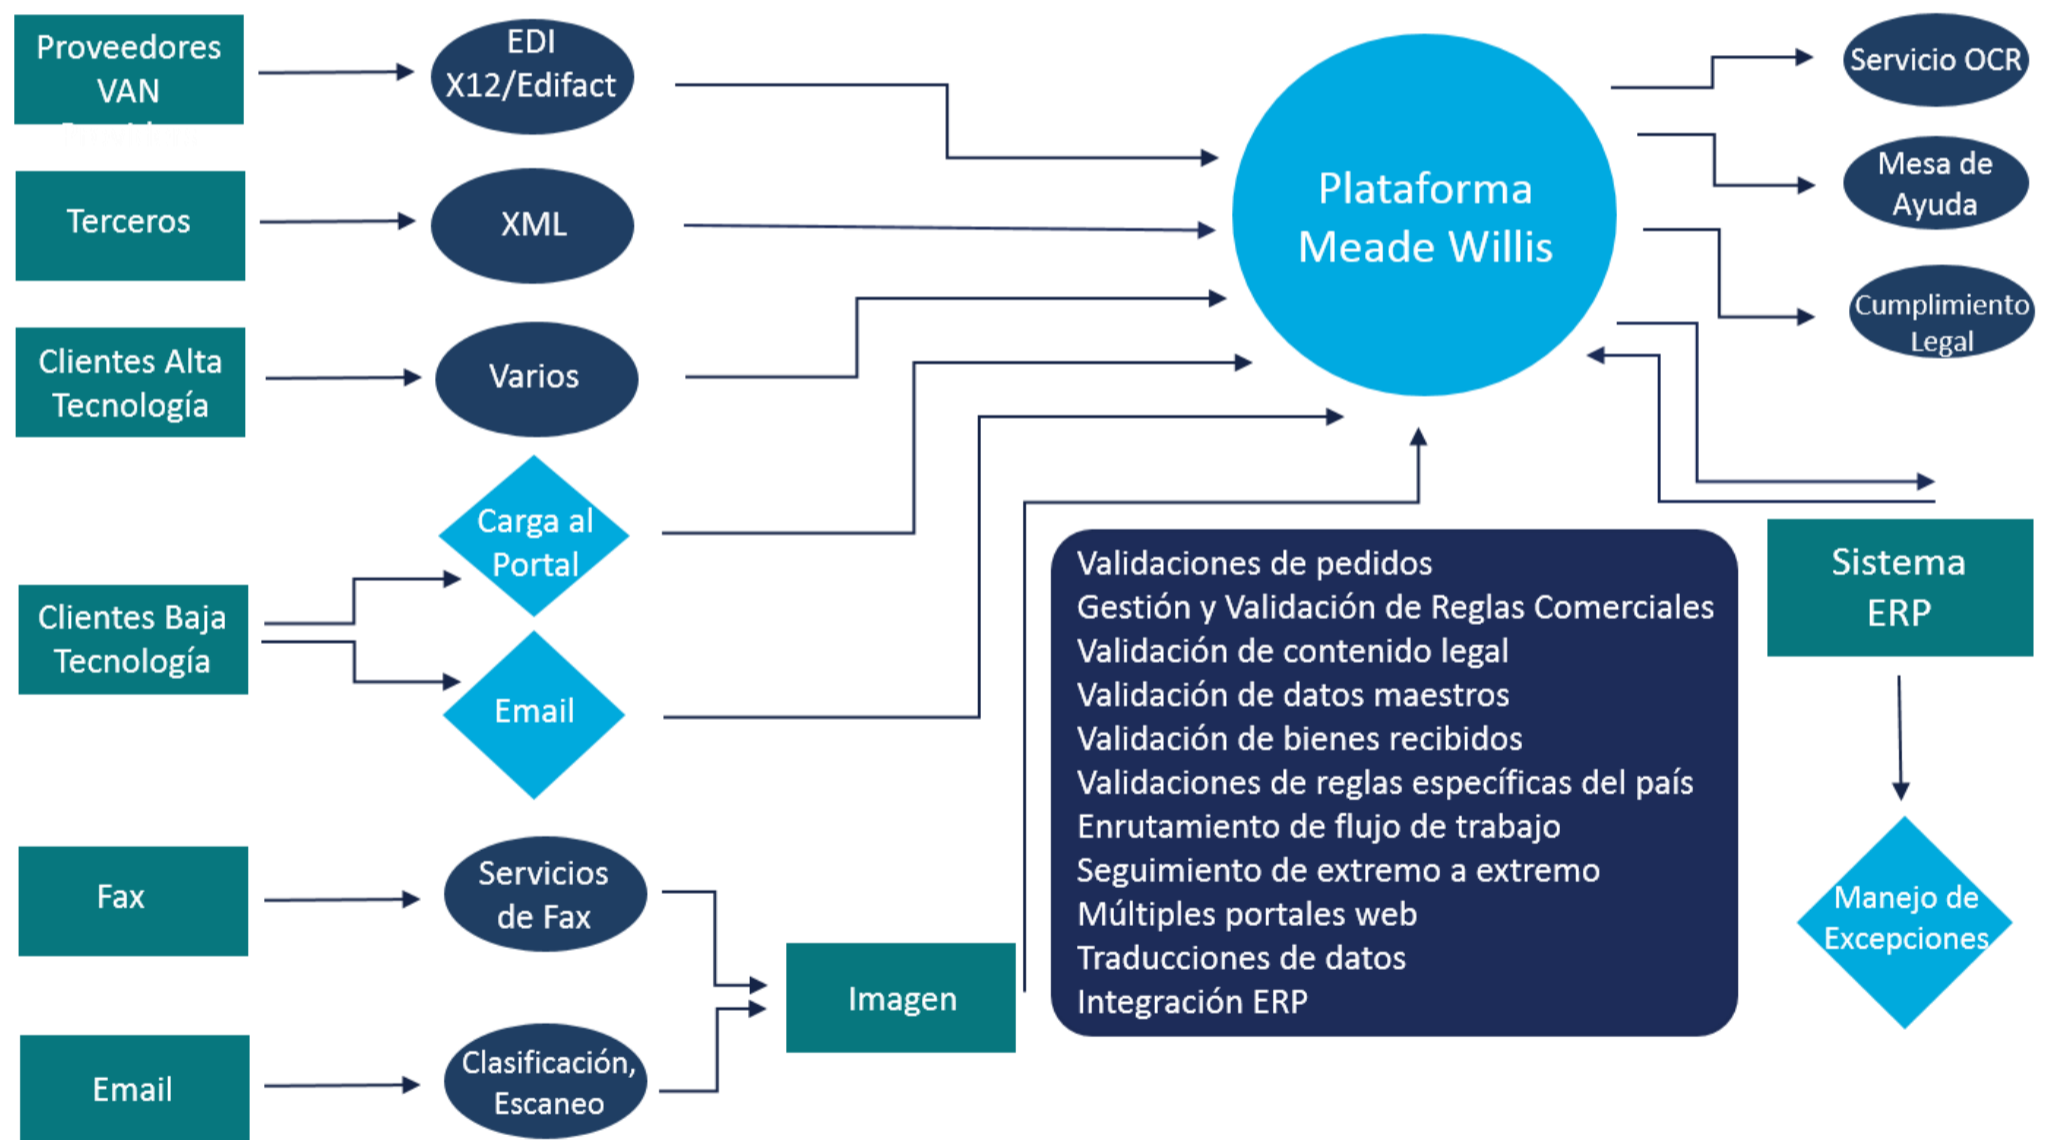 Proveedores
VAN
EDI
X12/Edifact
Terceros
XML
Clientes Alta
Tecnología
Varios
Carga al
Portal
Clientes Baja
Tecnología
Email
Fax
Servicios
de Fax
Email
Clasificación,
Escaneo
Imagen
Plataforma
Meade Willis
Servicio OCR
Mesa de
Ayuda
Cumplimiento
Legal
Sistema
ERP
Manejo de
Excepciones
Validaciones de pedidos
Gestión y Validación de Reglas Comerciales
Validación de contenido legal
Validación de datos maestros
Validación de bienes recibidos
Validaciones de reglas específicas del país
Enrutamiento de flujo de trabajo
Seguimiento de extremo a extremo
Múltiples portales web
Traducciones de datos
Integración ERP